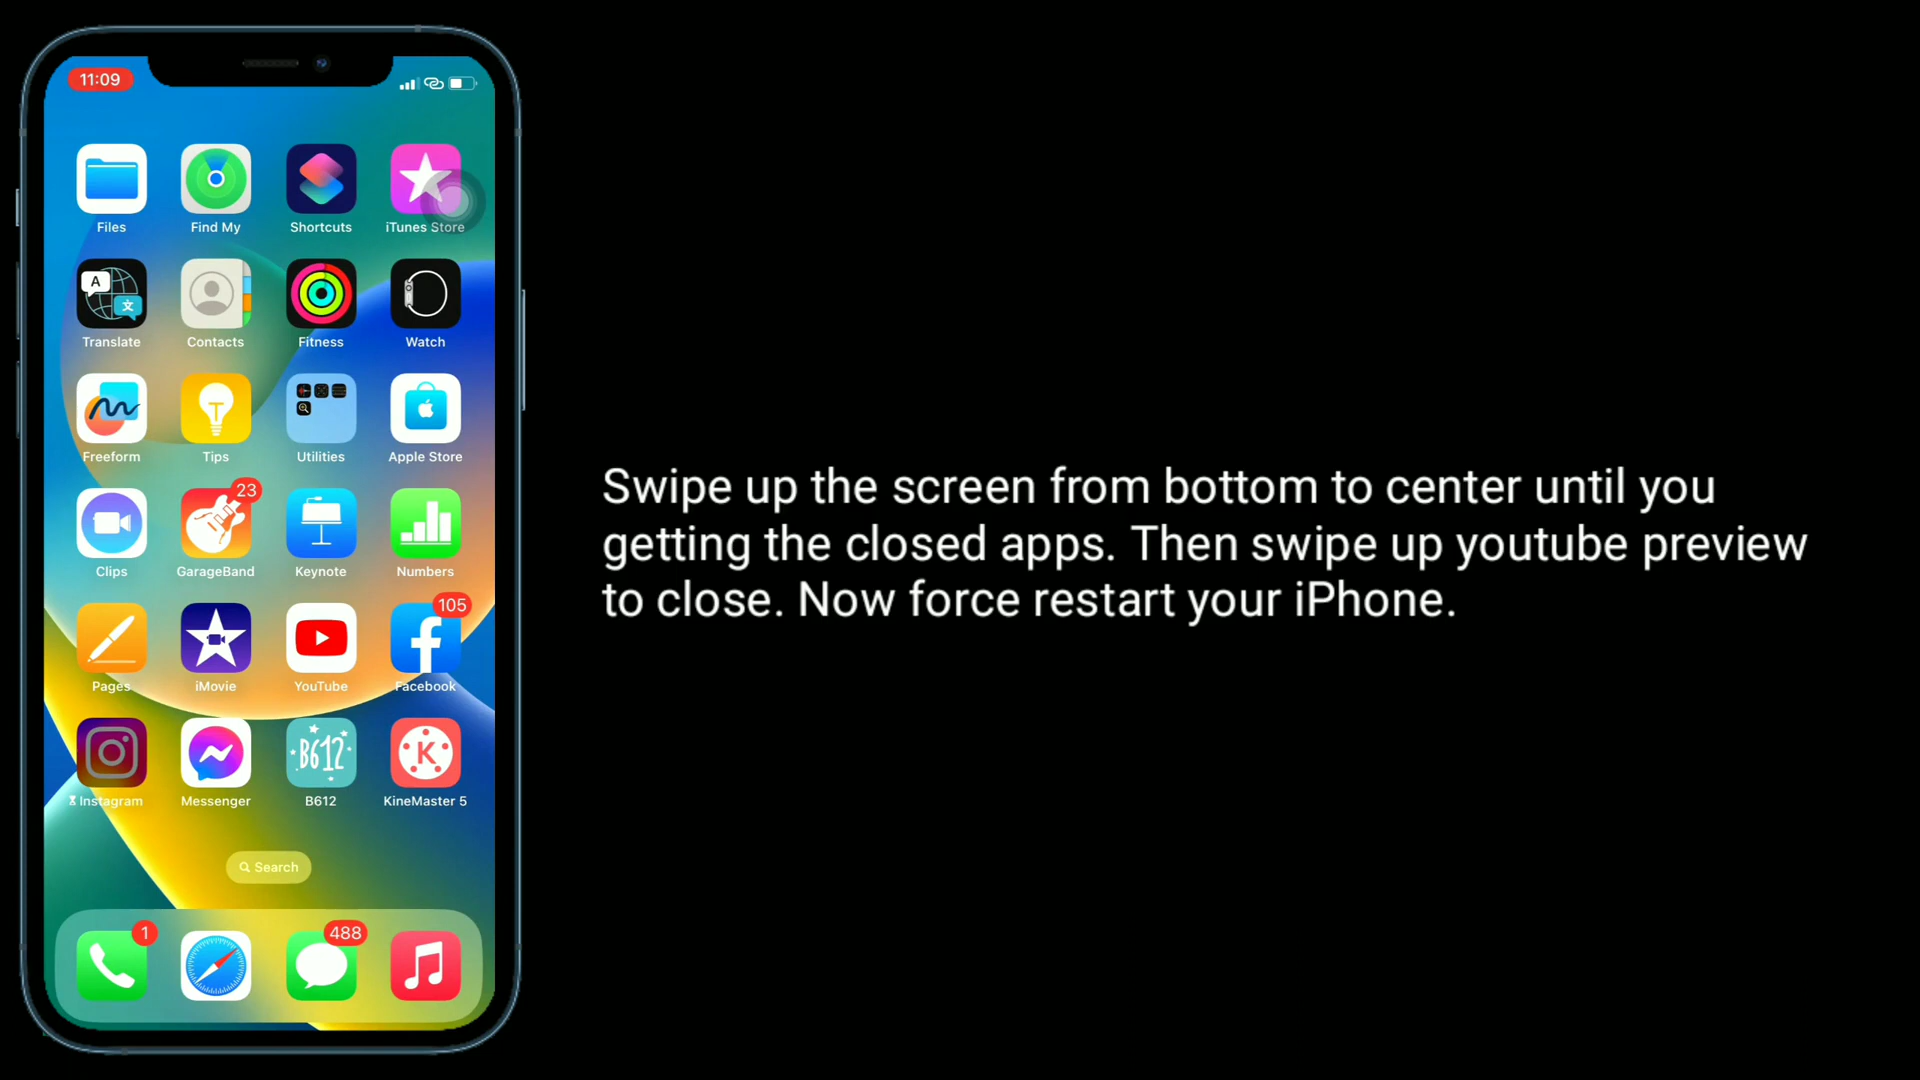 11:09
Files Find My Shortcuts iTunes Store
A 文
Translate Contacts Fitness Watch
Freeform Tips Utilities Apple Store
23
Clips GarageBand Keynote Numbers
105
Pages iMovie YouTube Facebook
B612 K
Instagram Messenger B612 KineMaster 5
Search
1 488
Swipe up the screen from bottom to center until you
getting the closed apps. Then swipe up youtube preview
to close. Now force restart your iPhone.